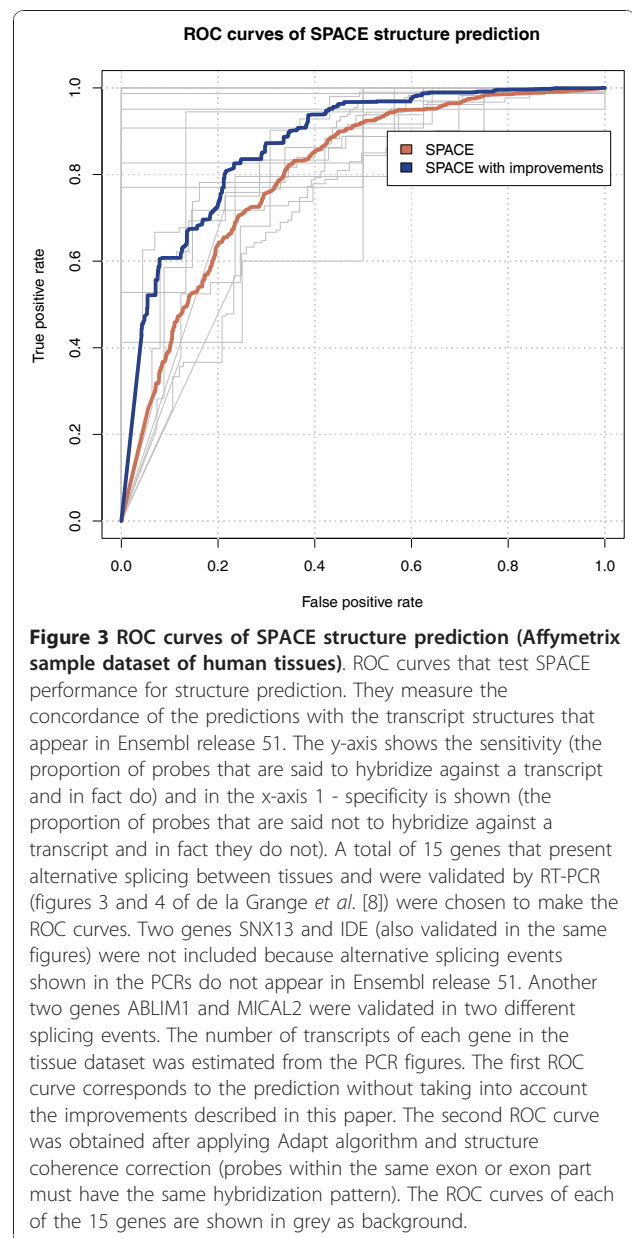 ROC curves of SPACE structure prediction
1.0
0.8
0.6
0.4
0.2
0.0
True positive rate
SPACE
SPACE with improvements
0.0 0.2 0.4 0.6 0.8 1.0
False positive rate
Figure 3 ROC curves of SPACE structure prediction (Affymetrix
sample dataset of human tissues). ROC curves that test SPACE
performance for structure prediction. They measure the
concordance of the predictions with the transcript structures that
appear in Ensembl release 51. The y-axis shows the sensitivity (the
proportion of probes that are said to hybridize against a transcript
and in fact do) and in the x-axis 1 - specificity is shown (the
proportion of probes that are said not to hybridize against a
transcript and in fact they do not). A total of 15 genes that present
alternative splicing between tissues and were validated by RT-PCR
(figures 3 and 4 of de la Grange et al. [8]) were chosen to make the
ROC curves. Two genes SNX13 and IDE (also validated in the same
figures) were not included because alternative splicing events
shown in the PCRs do not appear in Ensembl release 51. Another
two genes ABLIM1 and MICAL2 were validated in two different
splicing events. The number of transcripts of each gene in the
tissue dataset was estimated from the PCR figures. The first ROC
curve corresponds to the prediction without taking into account
the improvements described in this paper. The second ROC curve
was obtained after applying Adapt algorithm and structure
coherence correction (probes within the same exon or exon part
must have the same hybridization pattern). The ROC curves of each
of the 15 genes are shown in grey as background.